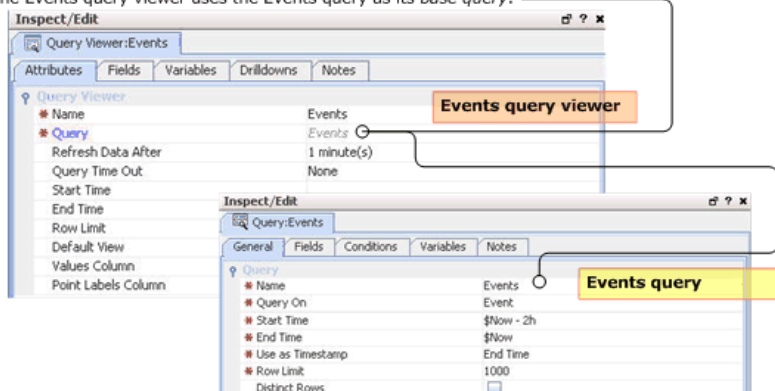 The Events query viewer uses the Events query as its base query.
Inspect/Edit
Query Viewer:Events
Attributes Fields Variables Drilldowns Notes
Query Viewer
Name Events
Query Events
Refresh Data After 1 minute(s)
Query Time Out None
Start Time
End Time
Row Limit
Default View
Values Column
Point Labels Column
Events query viewer
Inspect/Edit
Query:Events
General Fields Conditions Variables Notes
Query
Name Events
Query On Event
Start Time $Now - 2h
End Time $Now
Use as Timestamp End Time
Row Limit 1000
Distinct Rows
Events query